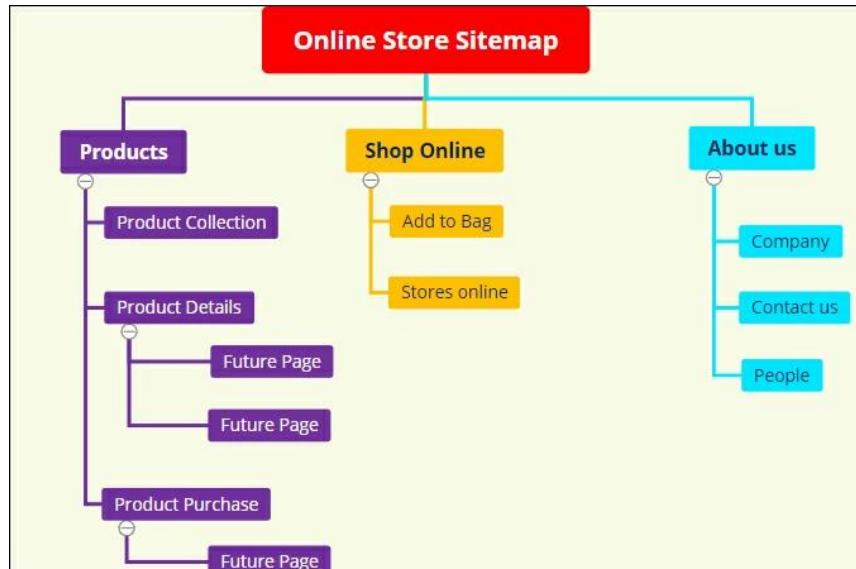 Online Store Sitemap
Products
Product Collection
Product Details
Future Page
Future Page
Product Purchase
Future Page
Shop Online
Add to Bag
Stores online
About us
Company
Contact us
People